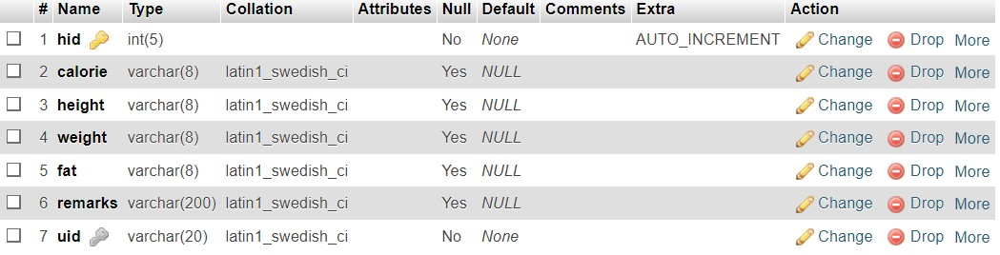 # Name Type Collation Attributes Null Default Comments Extra Action
1 hid int(5) No None AUTO_INCREMENT Change Drop More
2 calorie varchar(8) latin1_swedish_ci Yes NULL Change Drop More
3 height varchar(8) latin1_swedish_ci Yes NULL Change Drop More
4 weight varchar(8) latin1_swedish_ci Yes NULL Change Drop More
5 fat varchar(8) latin1_swedish_ci Yes NULL Change Drop More
6 remarks varchar(200) latin1_swedish_ci Yes NULL Change Drop More
7 uid varchar(20) latin1_swedish_ci No None Change Drop More